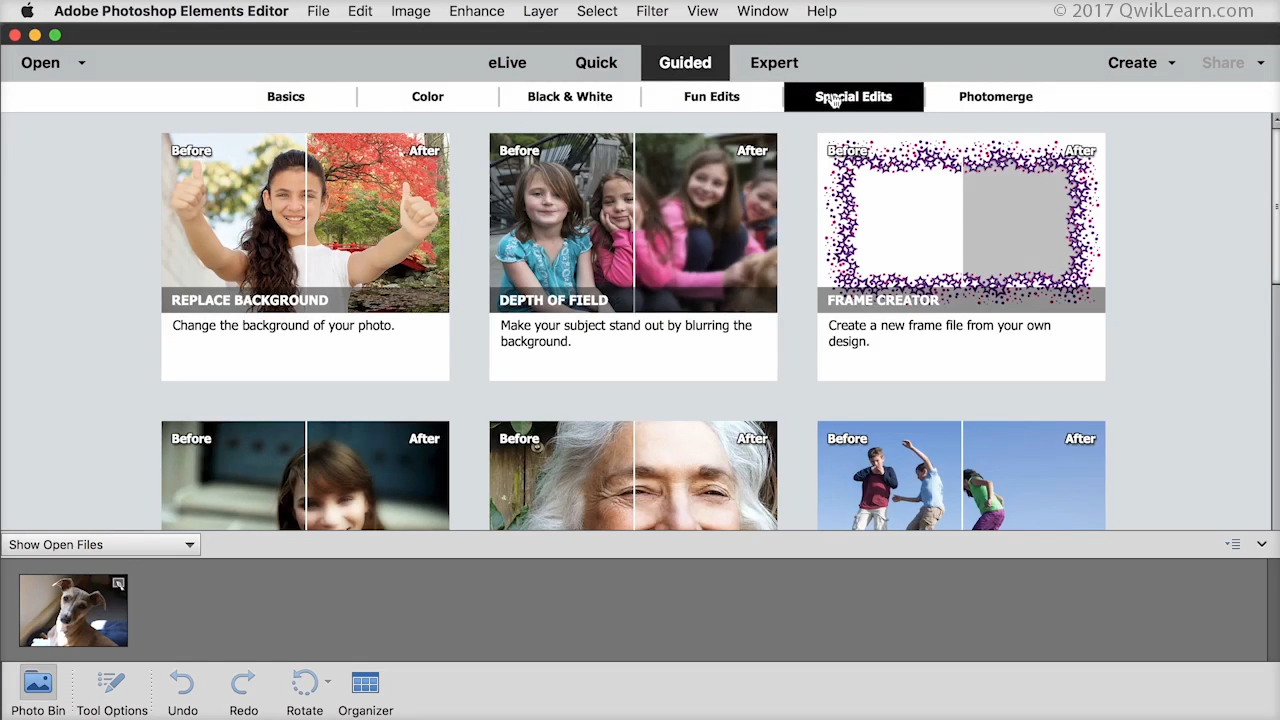 Adobe Photoshop Elements Editor File Edit Image Enhance Layer Select Filter View Window Help © 2017 QwikLearn.com
Open eLive Quick Guided Expert Create Share
Basics Color Black & White Fun Edits Special Edits Photomerge
Before After Before After Before After
REPLACE BACKGROUND DEPTH OF FIELD FRAME CREATOR
Change the background of your photo. Make your subject stand out by blurring the Create a new frame file from your own
background. design.
Before After Before After Before After
Show Open Files
Photo Bin Tool Options Undo Redo Rotate Organizer